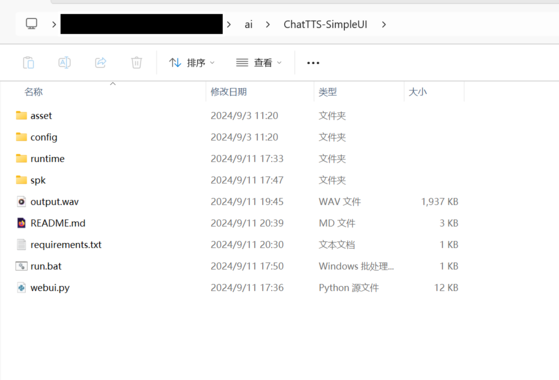 ai > ChatTTS-SimpleUI >
排序 查看 •••
名称 修改日期 类型 大小
asset 2024/9/3 11:20 文件夹
config 2024/9/3 11:20 文件夹
runtime 2024/9/11 17:33 文件夹
spk 2024/9/11 17:47 文件夹
output.wav 2024/9/11 19:45 WAV 文件 1,937 KB
README.md 2024/9/11 20:39 MD 文件 3 KB
requirements.txt 2024/9/11 20:30 文本文档 1 KB
run.bat 2024/9/11 17:50 Windows 批处理... 1 KB
webui.py 2024/9/11 17:36 Python 源文件 12 KB